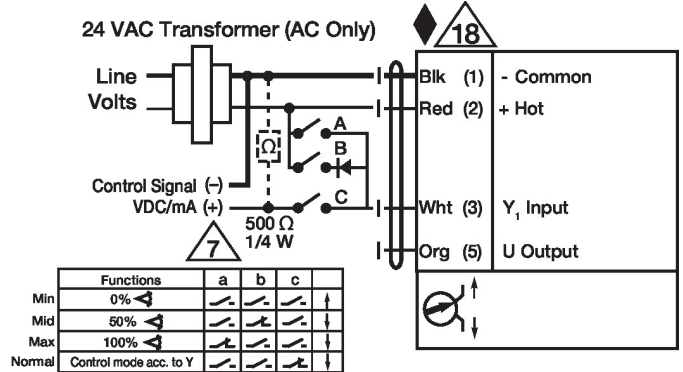 24 VAC Transformer (AC Only)
18
Line
Volts
Blk (1) - Common
Red (2) + Hot
A
Ω
B
Control Signal (−)
VDC/mA (+)
C
Wht (3) Y1 Input
500 Ω
1/4 W
7
Org (5) U Output
Functions a b c
Min 0%
Mid 50%
Max 100%
Normal Control mode acc. to Y